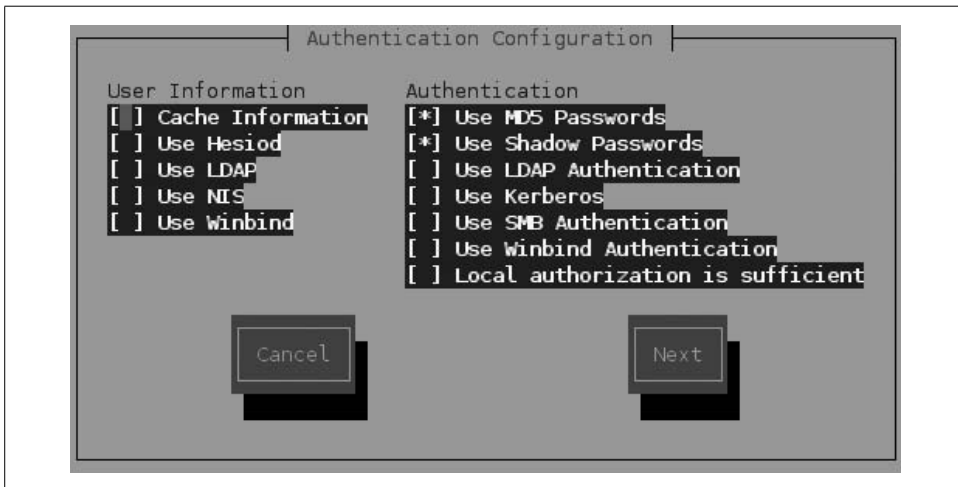 Authentication Configuration
User Information
[ ] Cache Information
[ ] Use Hesiod
[ ] Use LDAP
[ ] Use NIS
[ ] Use Winbind
Authentication
[*] Use MD5 Passwords
[*] Use Shadow Passwords
[ ] Use LDAP Authentication
[ ] Use Kerberos
[ ] Use SMB Authentication
[ ] Use Winbind Authentication
[ ] Local authorization is sufficient
Cancel
Next